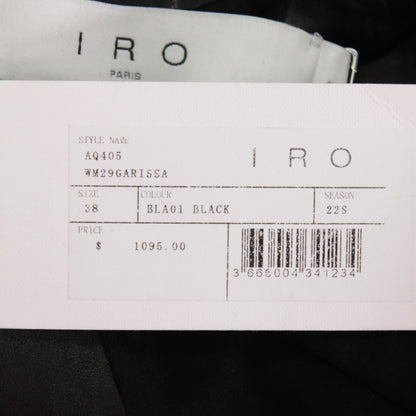 IRO
PARIS
STYLE NAME
AQ405
WM29GARISSA
IRO
SIZE COLOUR SEASON
38 BLA01 BLACK 22S
PRICE
$ 1095.00
3 666004 341234